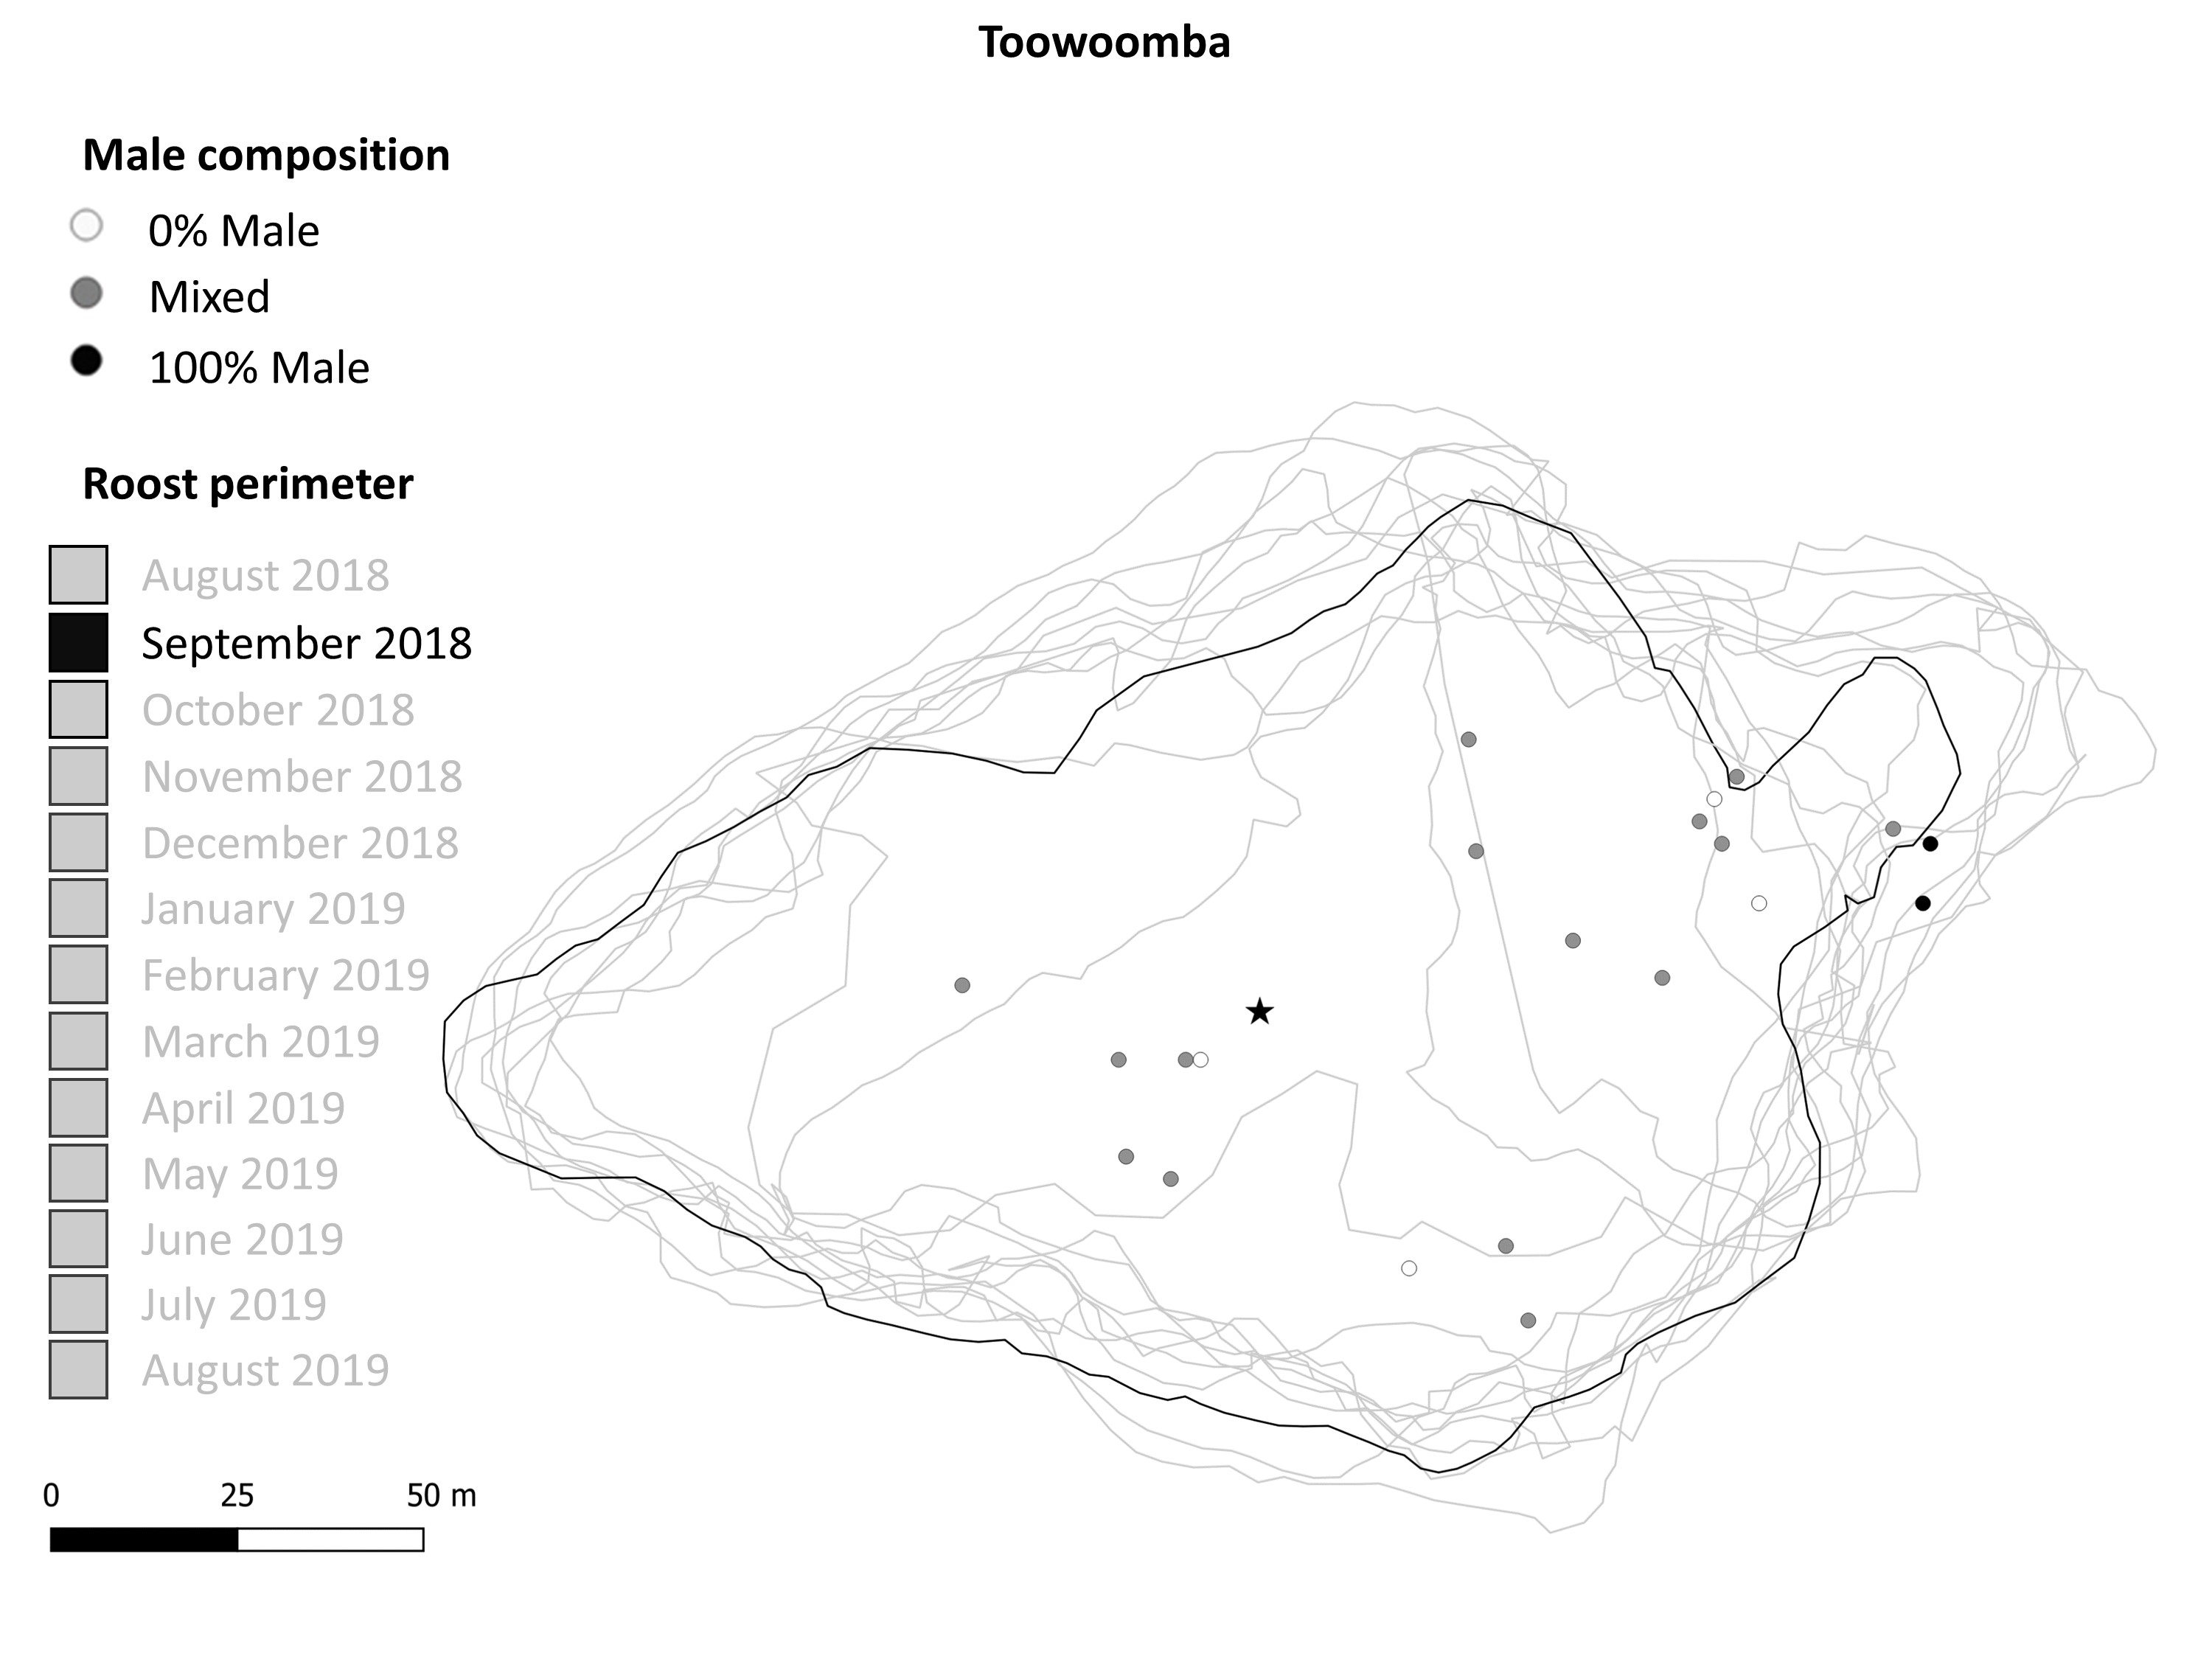 Toowoomba
Male composition
0% Male
Mixed
100% Male
Roost perimeter
August 2018
September 2018
October 2018
November 2018
December 2018
January 2019
February 2019
March 2019
April 2019
May 2019
June 2019
July 2019
August 2019
0 25 50 m